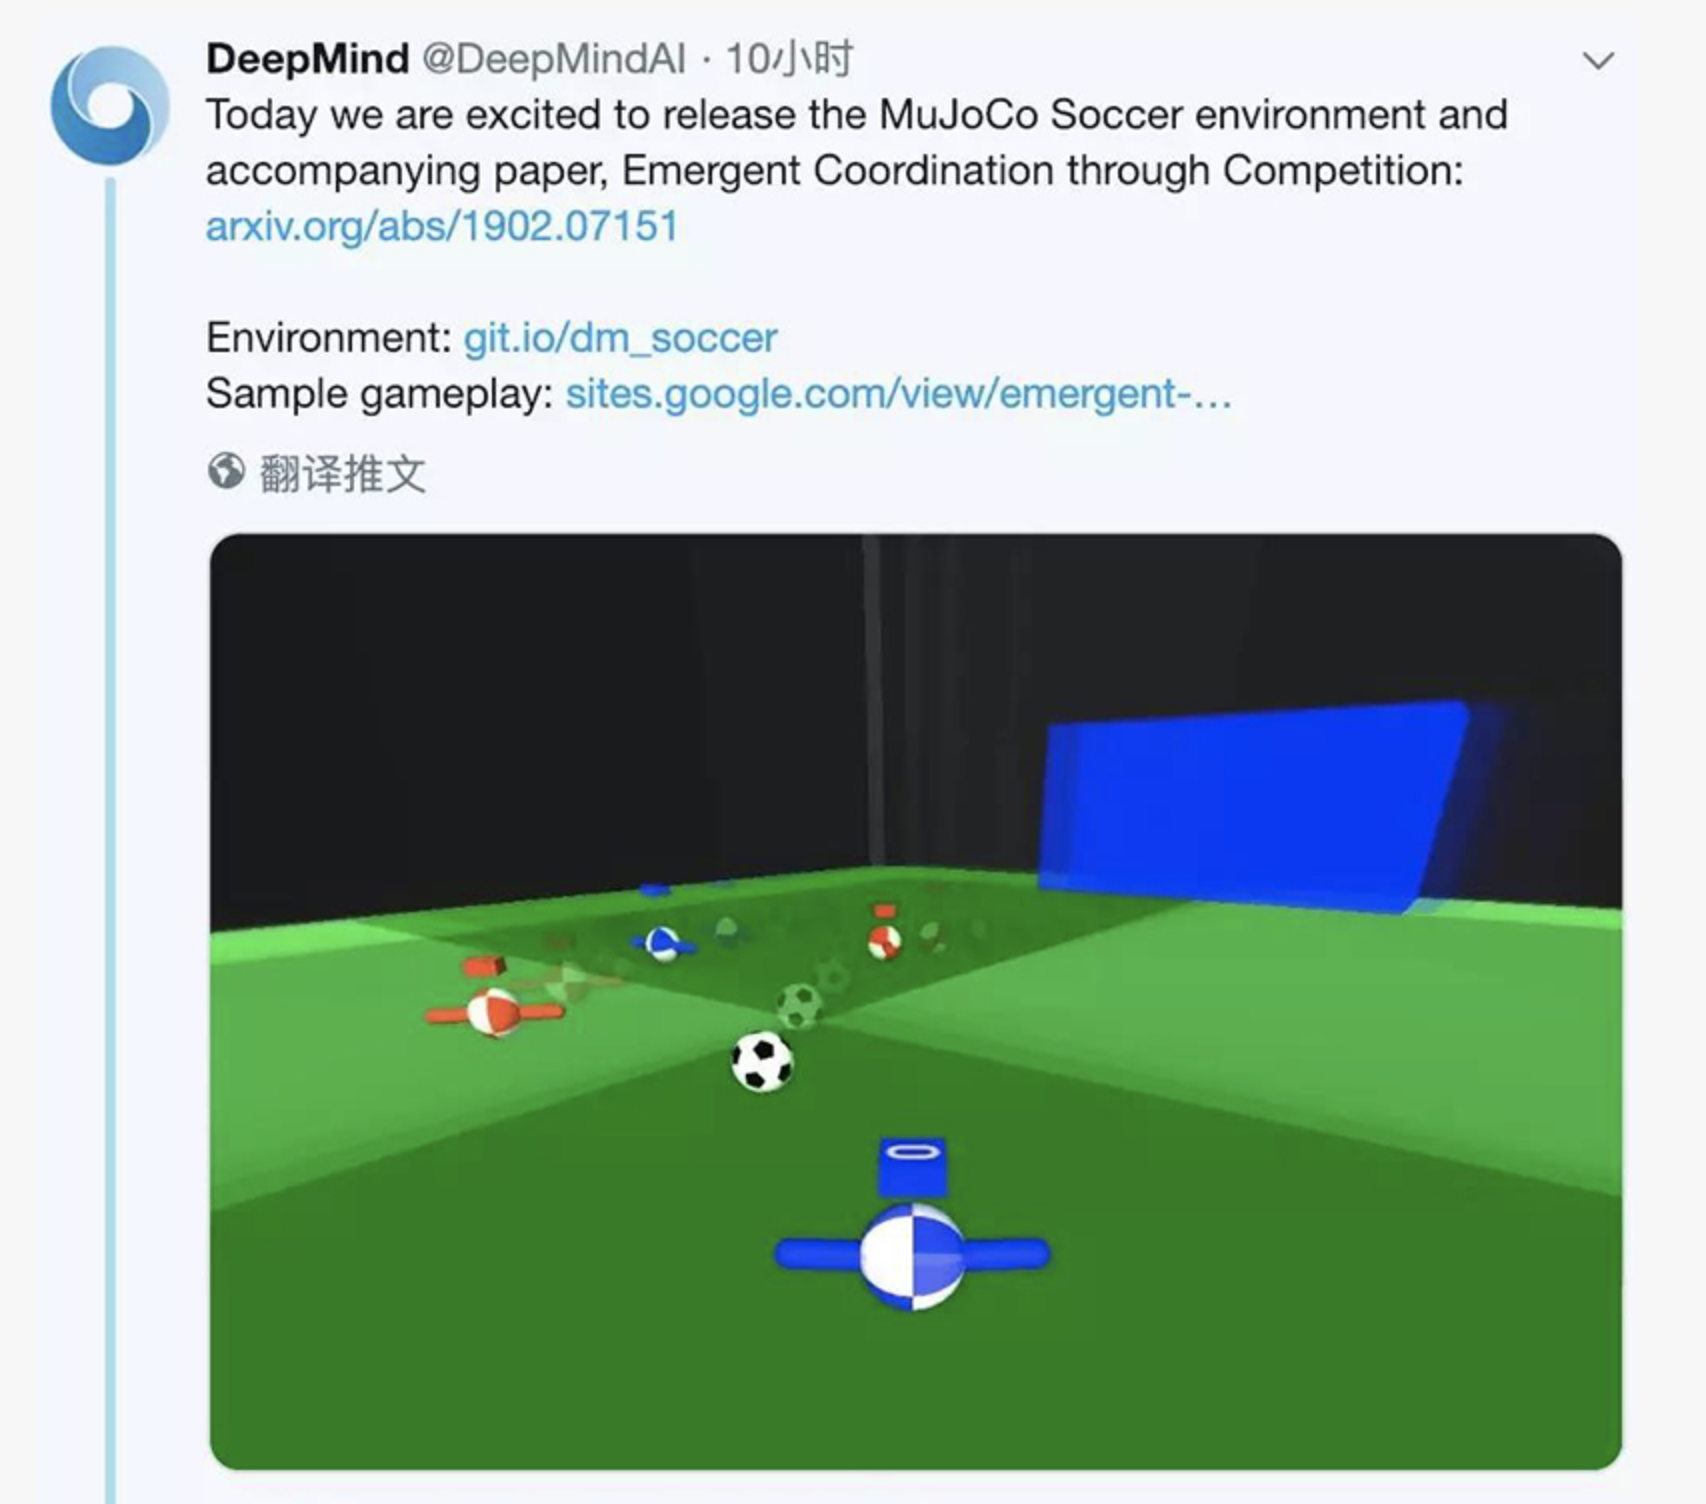 DeepMind @DeepMindAI · 10小时
Today we are excited to release the MuJoCo Soccer environment and
accompanying paper, Emergent Coordination through Competition:
arxiv.org/abs/1902.07151
Environment: git.io/dm_soccer
Sample gameplay: sites.google.com/view/emergent-...
翻译推文